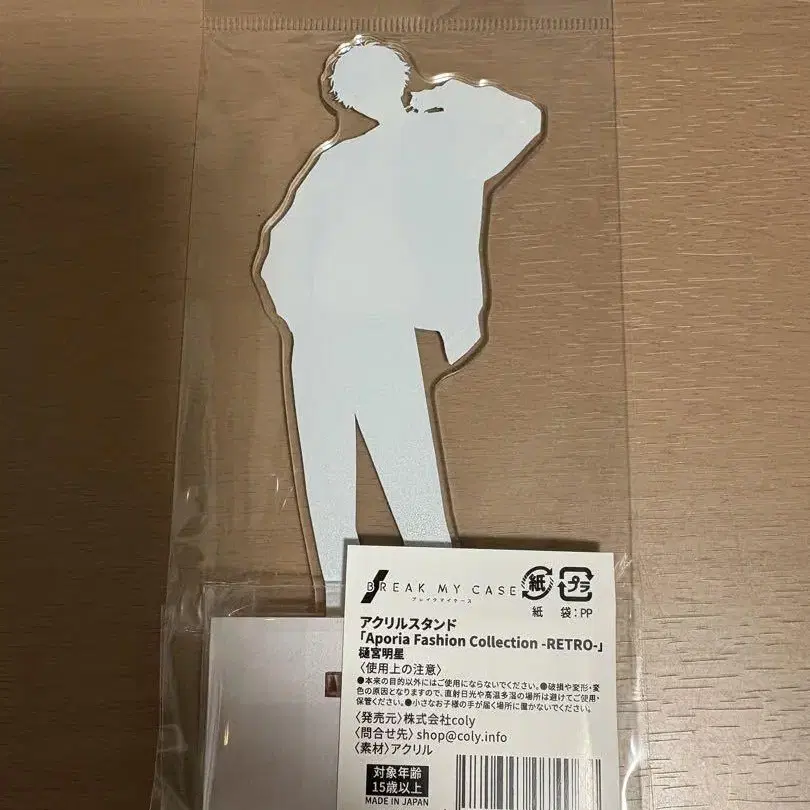 BREAK MY CASE
ブレイクマイケース
紙
プラ
紙 袋:PP
アクリルスタンド
「Aporia Fashion Collection -RETRO-」
樋宮明星
〈使用上の注意〉
●本来の目的以外にはご使用にならないでください。●破損や変形・変
色の原因となりますので、直射日光や高温多湿の場所は避けてご使用・
保管ください。●小さなお子様の手が届く場所に置かないでください。
〈発売元〉株式会社coly
〈問合せ先〉shop@coly.info
〈素材〉アクリル
対象年齢
15歳以上
MADE IN JAPAN